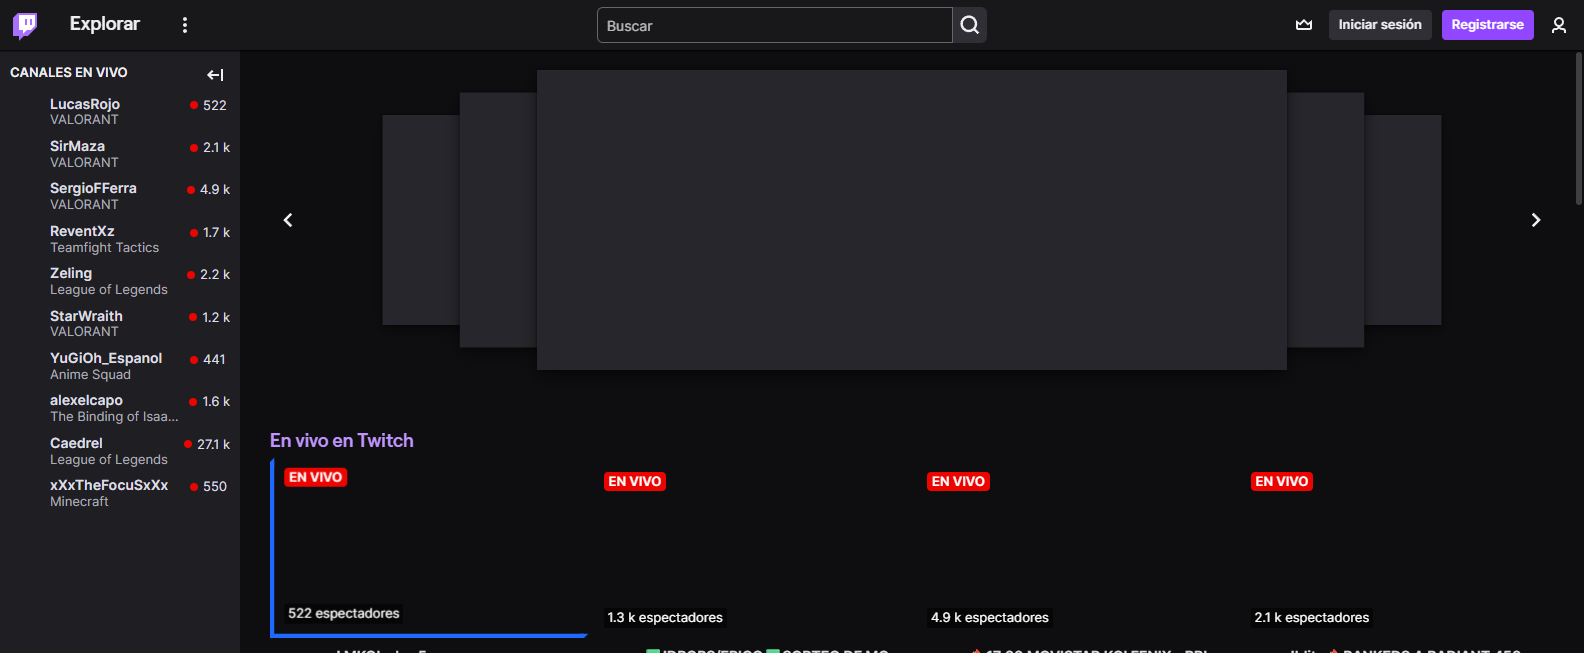 Explorar
Buscar
Iniciar sesión
Registrarse
CANALES EN VIVO
LucasRojo
522
VALORANT
SirMaza
2.1 k
VALORANT
SergioFFerra
4.9 k
VALORANT
ReventXz
1.7 k
Teamfight Tactics
Zeling
2.2 k
League of Legends
StarWraith
1.2 k
VALORANT
YuGiOh_Espanol
441
Anime Squad
alexelcapo
1.6 k
The Binding of Isaa...
Caedrel
27.1 k
League of Legends
xXxTheFocuSxXx
550
Minecraft
En vivo en Twitch
EN VIVO
EN VIVO
EN VIVO
EN VIVO
522 espectadores
1.3 k espectadores
4.9 k espectadores
2.1 k espectadores